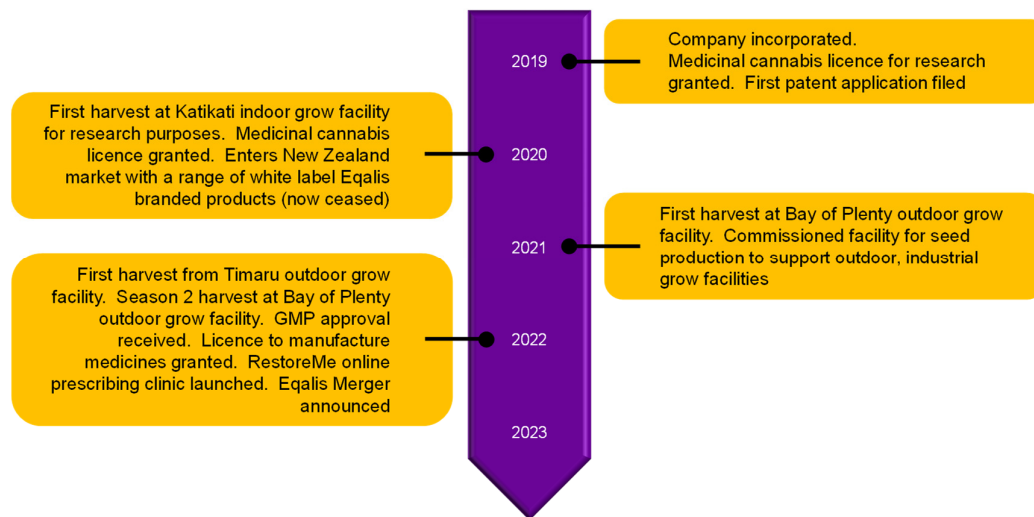 2019
Company incorporated.
Medicinal cannabis licence for research
granted.  First patent application filed
First harvest at Katikati indoor grow facility
for research purposes.  Medicinal cannabis
licence granted.  Enters New Zealand
market with a range of white label Eqalis
branded products (now ceased)
2020
2021
First harvest at Bay of Plenty outdoor grow
facility.  Commissioned facility for seed
production to support outdoor, industrial
grow facilities
First harvest from Timaru outdoor grow
facility.  Season 2 harvest at Bay of Plenty
outdoor grow facility.  GMP approval
received.  Licence to manufacture
medicines granted.  RestoreMe online
prescribing clinic launched.  Eqalis Merger
announced
2022
2023